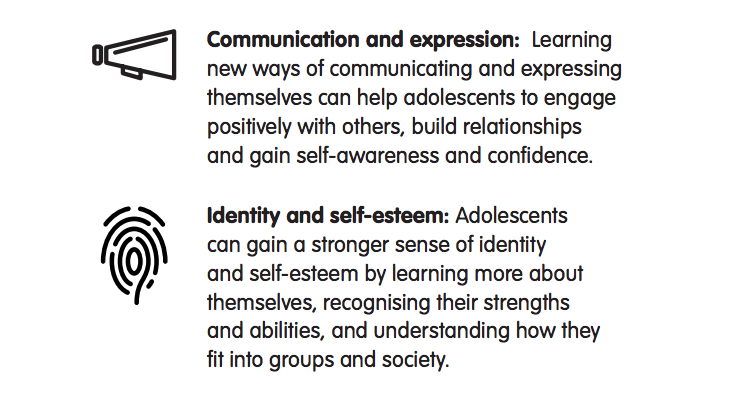 Communication and expression: Learning
new ways of communicating and expressing
themselves can help adolescents to engage
positively with others, build relationships
and gain self-awareness and confidence.
Identity and self-esteem: Adolescents
can gain a stronger sense of identity
and self-esteem by learning more about
themselves, recognising their strengths
and abilities, and understanding how they
fit into groups and society.